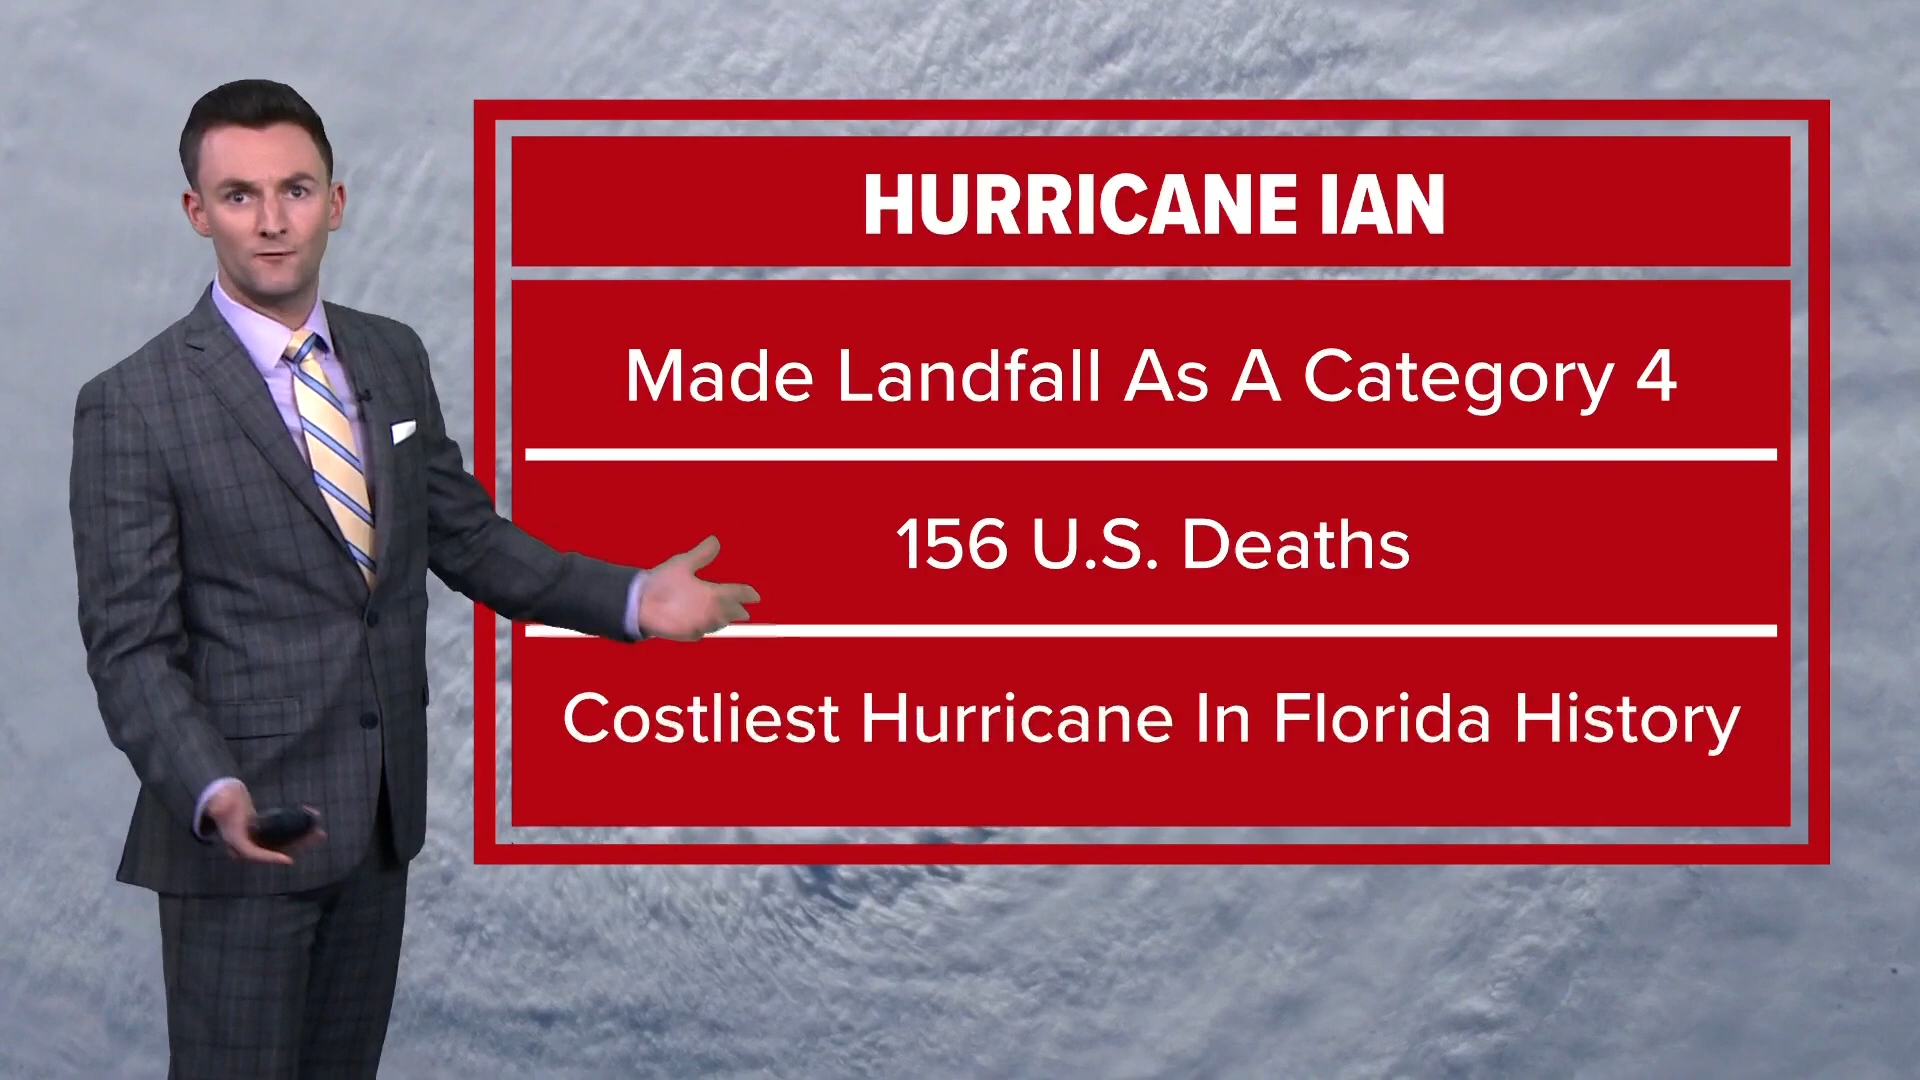 HURRICANE IAN
Made Landfall As A Category 4
156 U.S. Deaths
Costliest Hurricane In Florida History